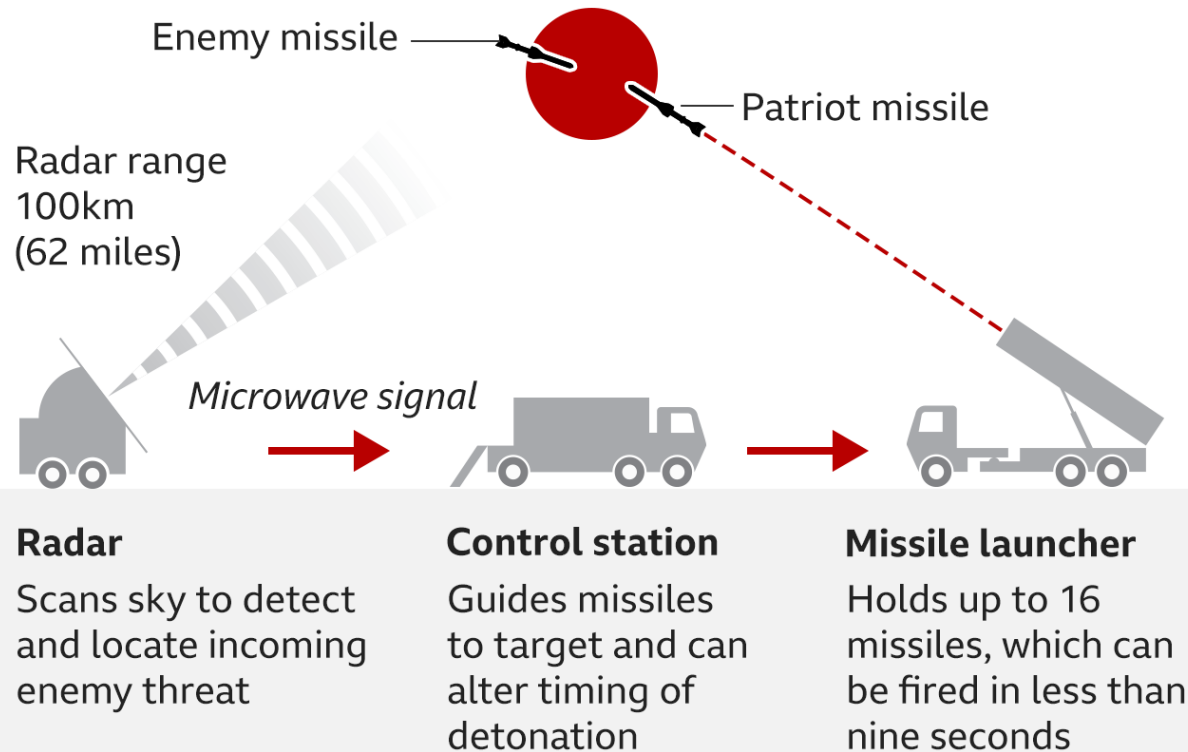 Enemy missile
Patriot missile
Radar range
100km
(62 miles)
Microwave signal
Radar
Scans sky to detect
and locate incoming
enemy threat
Control station
Guides missiles
to target and can
alter timing of
detonation
Missile launcher
Holds up to 16
missiles, which can
be fired in less than
nine seconds